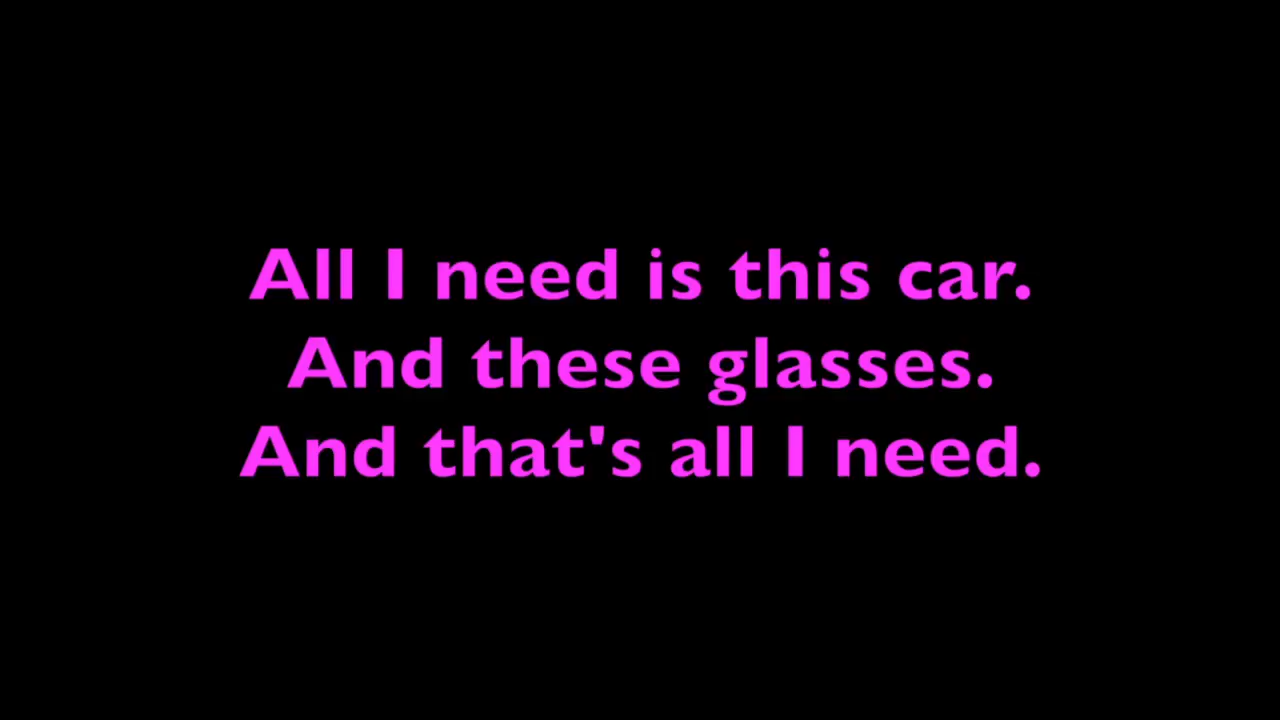 All I need is this car.
And these glasses.
And that's all I need.